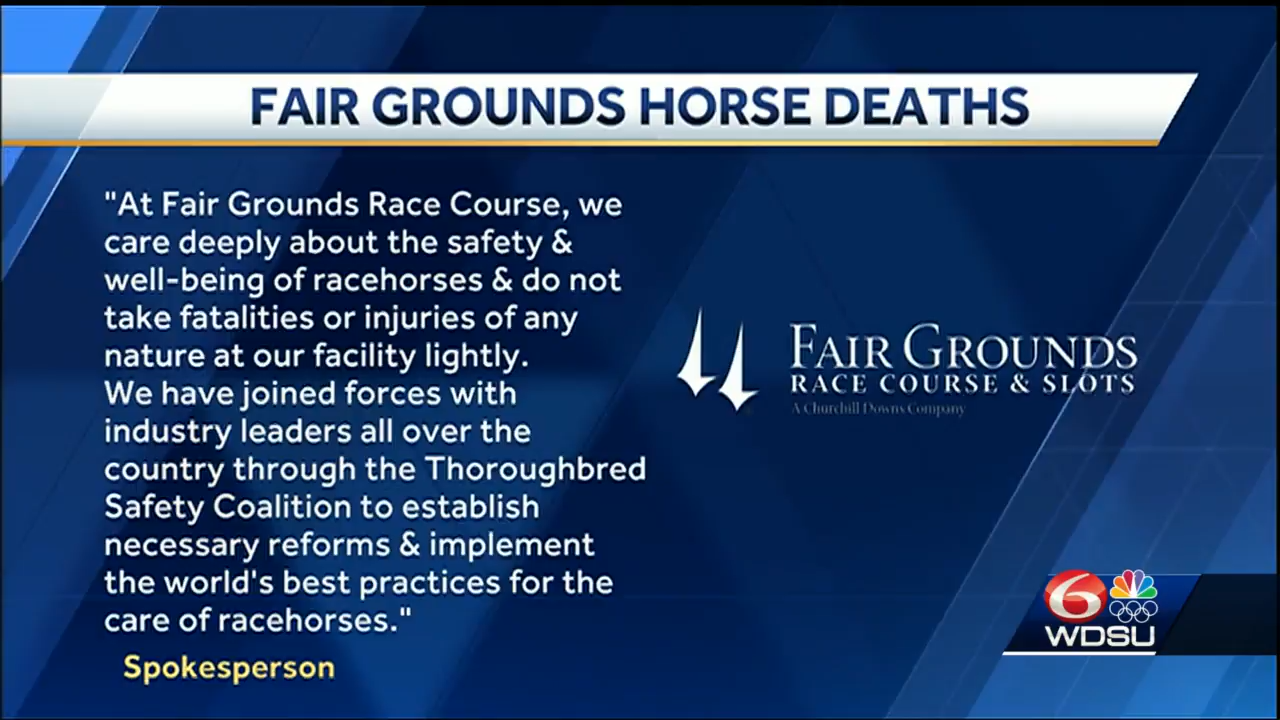 FAIR GROUNDS HORSE DEATHS
"At Fair Grounds Race Course, we
care deeply about the safety &
well-being of racehorses & do not
take fatalities or injuries of any
nature at our facility lightly.
We have joined forces with
industry leaders all over the
country through the Thoroughbred
Safety Coalition to establish
necessary reforms & implement
the world's best practices for the
care of racehorses."
Spokesperson
FAIR GROUNDS
RACE COURSE & SLOTS
A Churchill Downs Company
6
WDSU